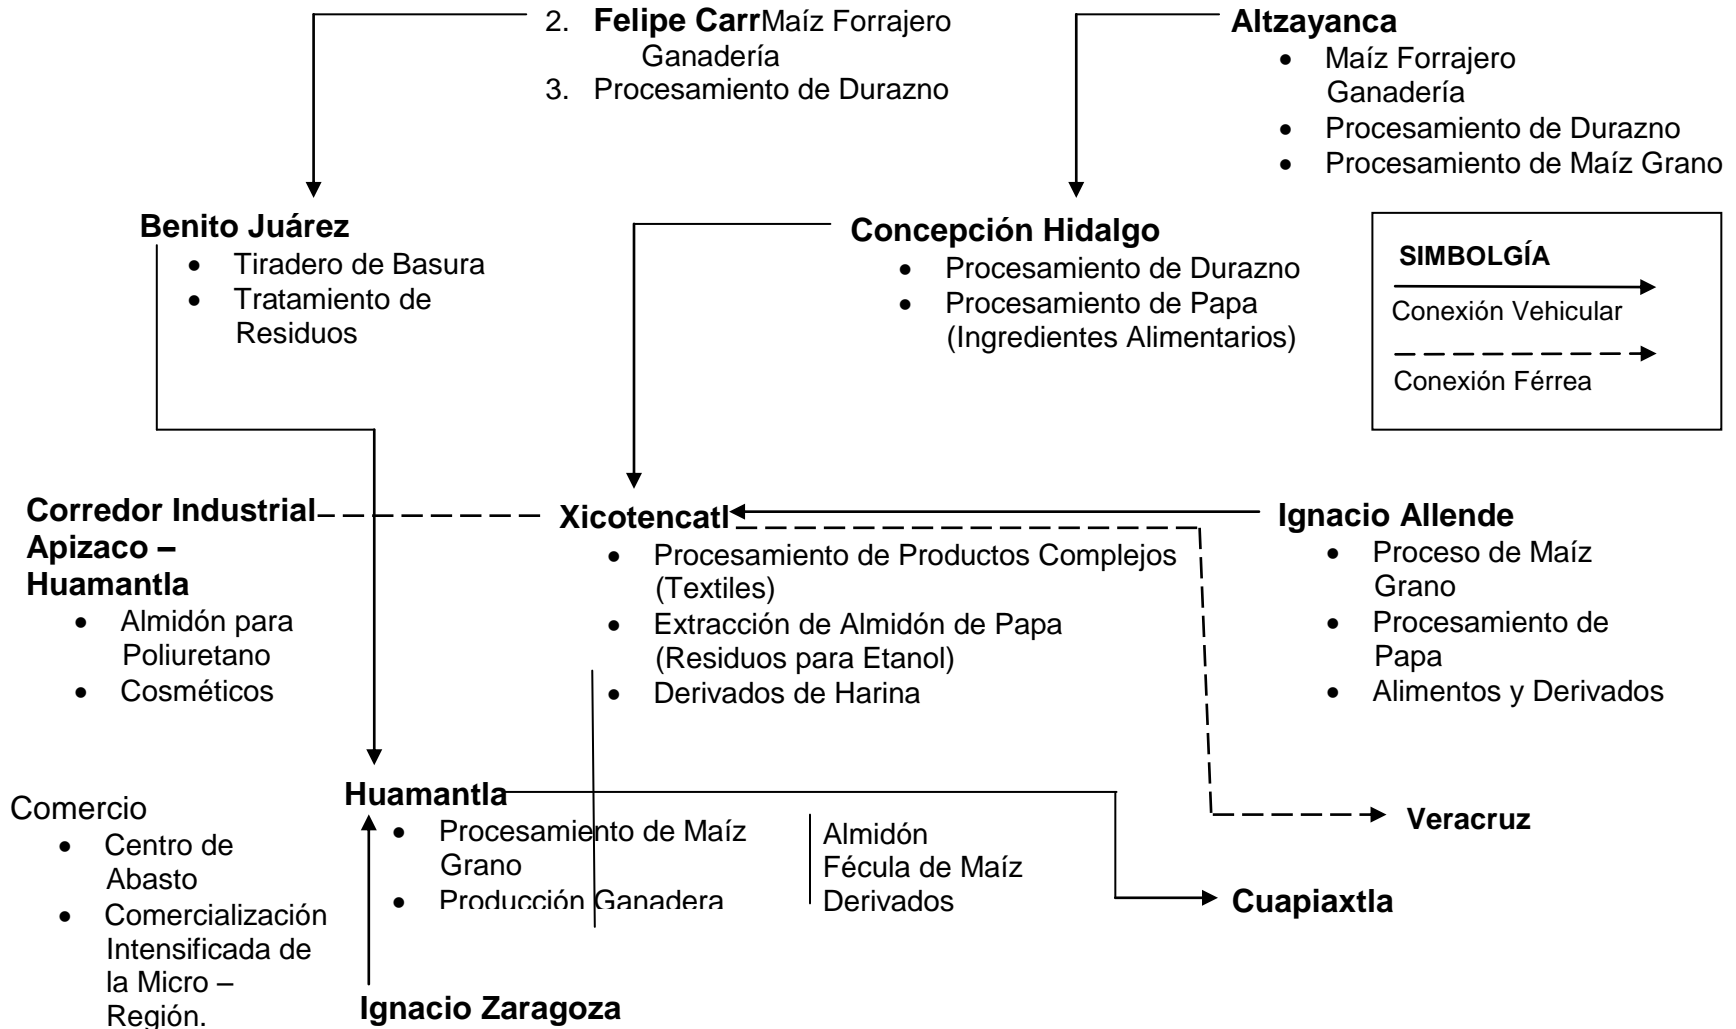 2. Felipe CarrMaíz Forrajero
Ganadería
3. Procesamiento de Durazno
Altzayanca
• Maíz Forrajero
Ganadería
• Procesamiento de Durazno
• Procesamiento de Maíz Grano
Benito Juárez
• Tiradero de Basura
• Tratamiento de
Residuos
Concepción Hidalgo
• Procesamiento de Durazno
• Procesamiento de Papa
(Ingredientes Alimentarios)
SIMBOLGÍA
Conexión Vehicular
Conexión Férrea
Corredor Industrial
Apizaco –
Huamantla
• Almidón para
Poliuretano
• Cosméticos
Xicotencatl
• Procesamiento de Productos Complejos
(Textiles)
• Extracción de Almidón de Papa
(Residuos para Etanol)
• Derivados de Harina
Ignacio Allende
• Proceso de Maíz
Grano
• Procesamiento de
Papa
• Alimentos y Derivados
Comercio
• Centro de
Abasto
• Comercialización
Intensificada de
la Micro –
Región.
Huamantla
• Procesamiento de Maíz
Grano
• Producción Ganadera
Almidón
Fécula de Maíz
Derivados
Veracruz
Cuapiaxtla
Ignacio Zaragoza